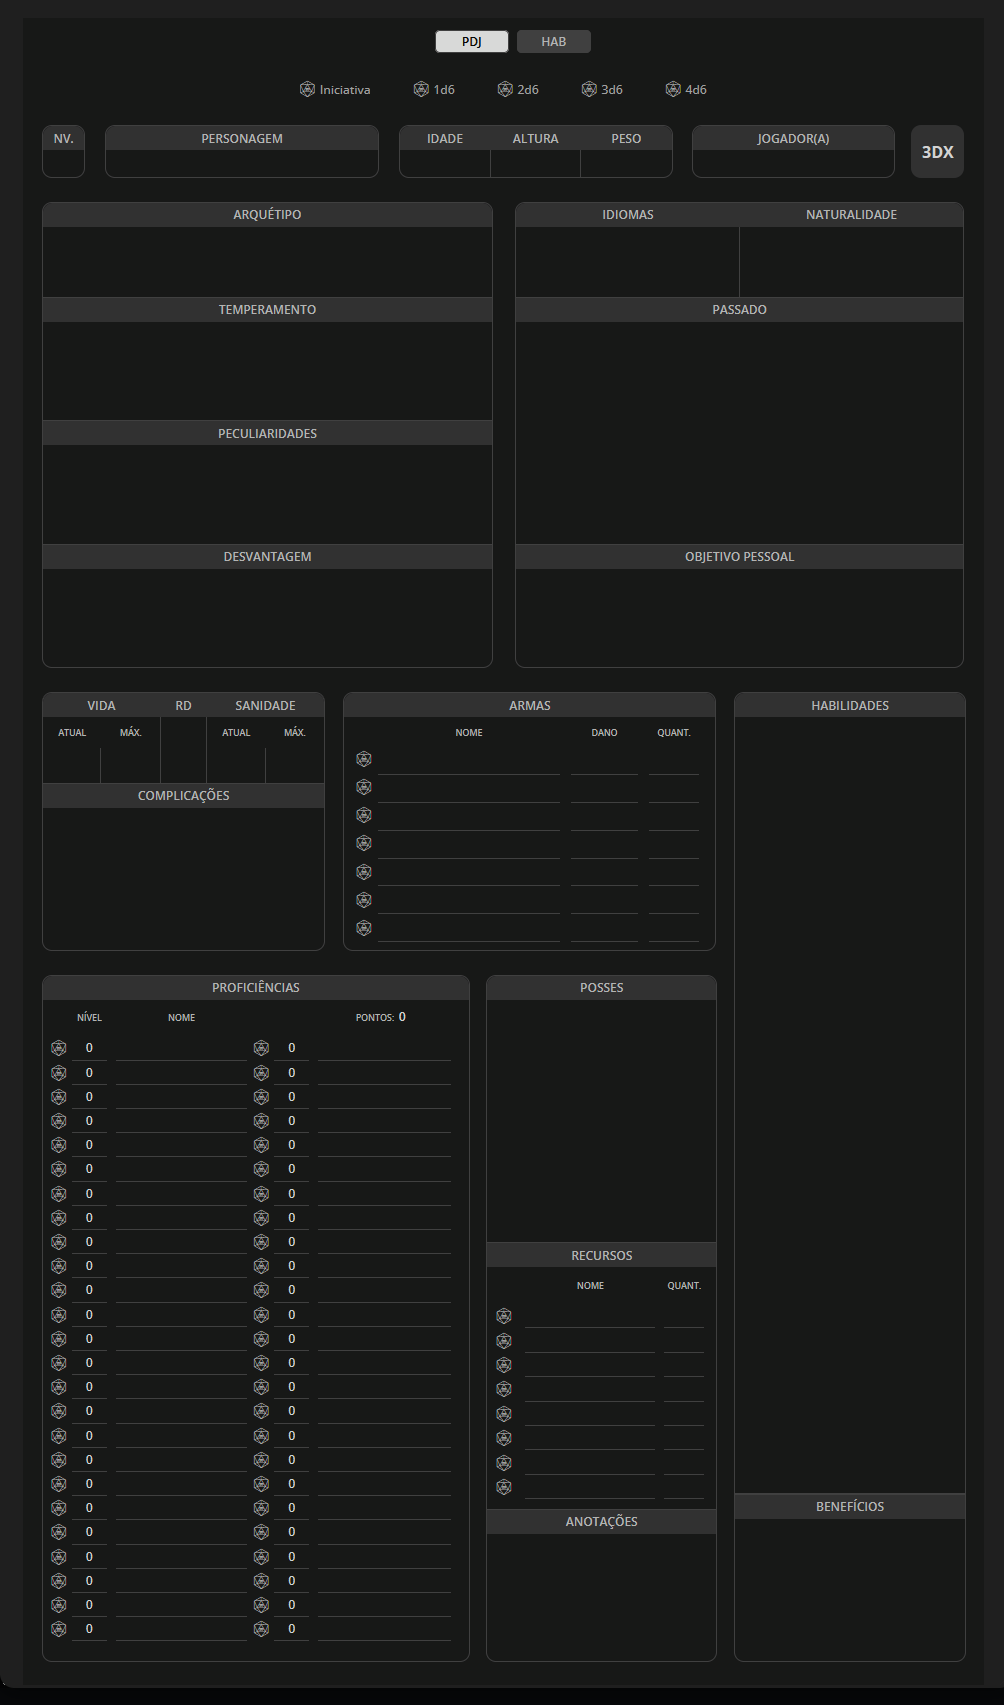 PDJ HAB
Iniciativa 1d6 2d6 3d6 4d6
NV. PERSONAGEM IDADE ALTURA PESO JOGADOR(A) 3DX
ARQUÉTIPO IDIOMAS NATURALIDADE
TEMPERAMENTO PASSADO
PECULIARIDADES
DESVANTAGEM OBJETIVO PESSOAL
VIDA RD SANIDADE ARMAS HABILIDADES
ATUAL MÁX. ATUAL MÁX. NOME DANO QUANT.
COMPLICAÇÕES
PROFICIÊNCIAS POSSES
NÍVEL NOME PONTOS: 0
0 0
0 0
0 0
0 0
0 0
0 0
0 0
0 0
0 0
RECURSOS
0 0
NOME QUANT.
0 0
0 0
0 0
0 0
0 0
0 0
0 0
0 0
0 0
BENEFÍCIOS
0 0
ANOTAÇÕES
0 0
0 0
0 0
0 0
0 0